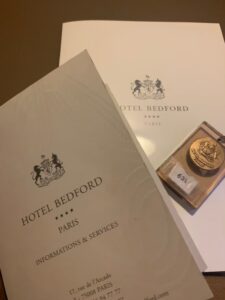 HOTEL BEDFORD
★★★★
PARIS
HOTEL BEDFORD
★★★★
PARIS
INFORMATIONS & SERVICES
17, rue de l'Arcade
75008 PARIS